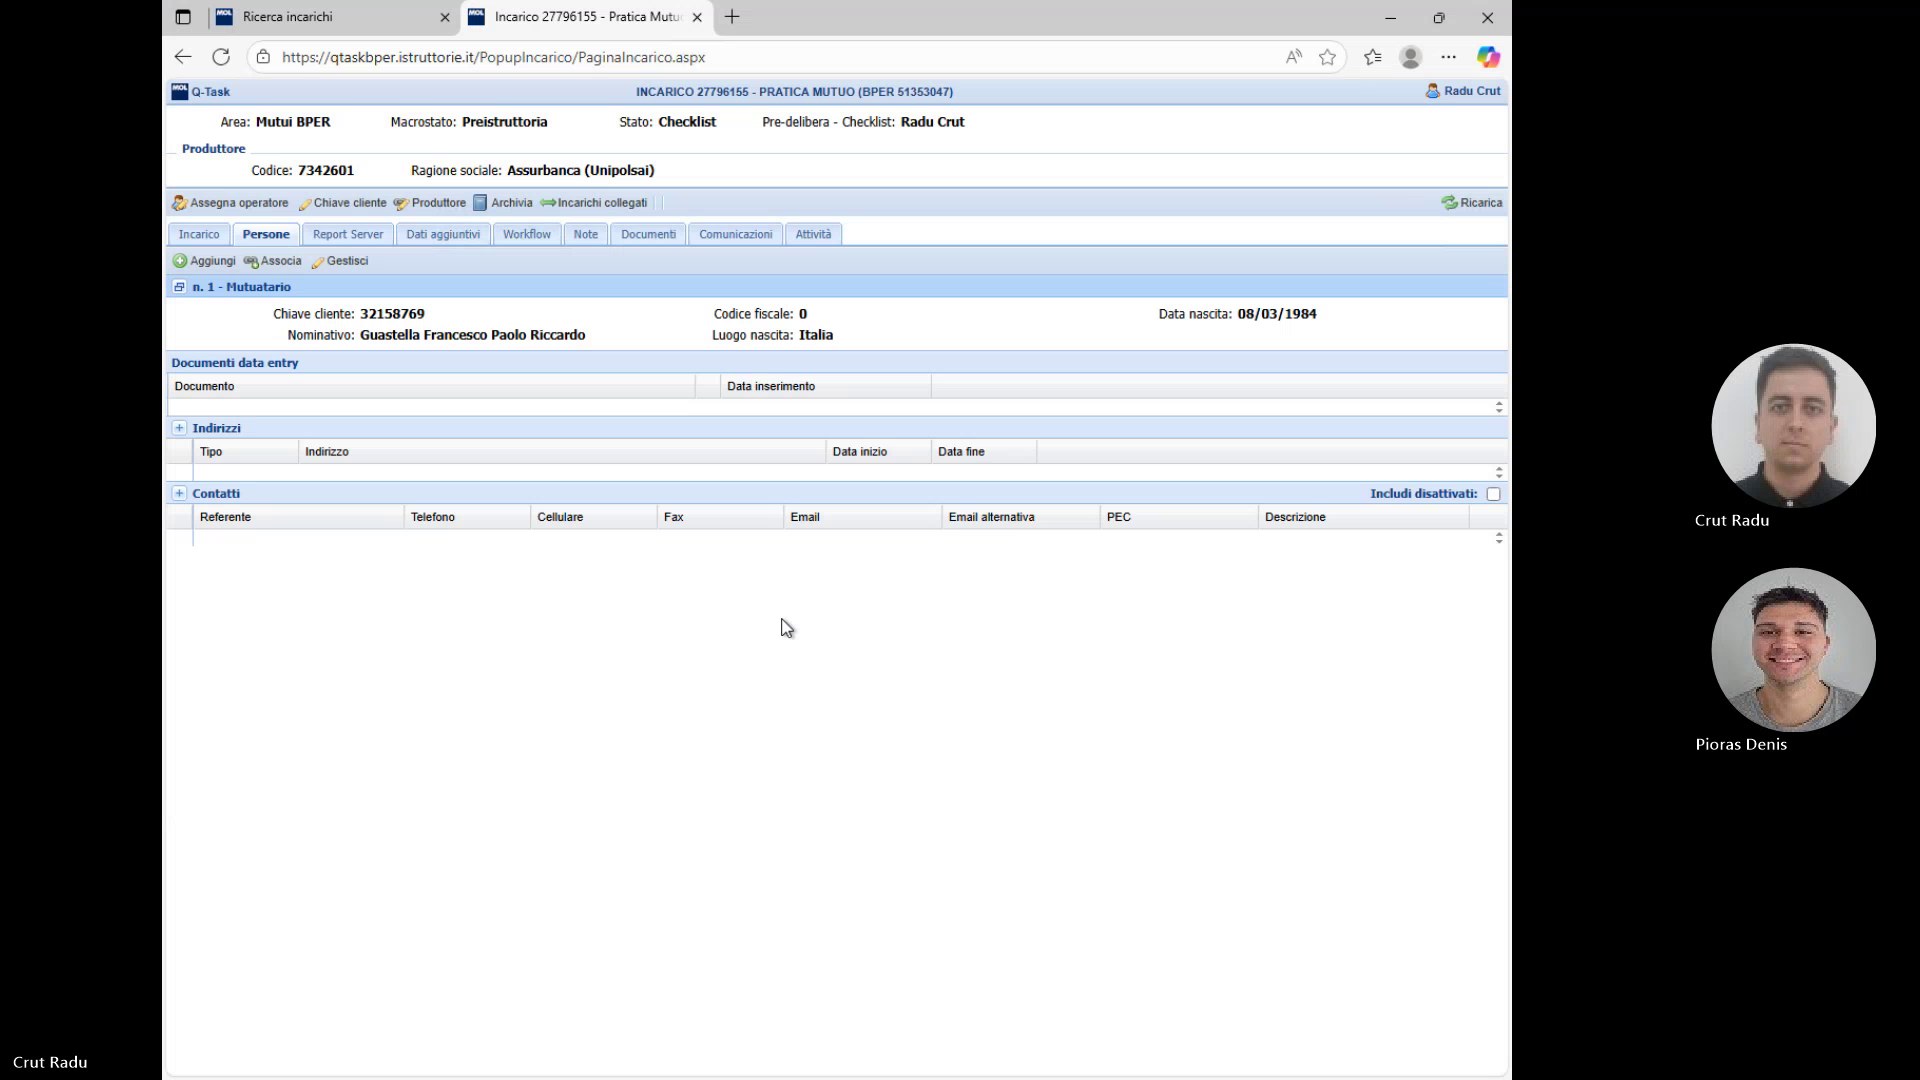 MOL Ricerca incarichi
MOL Incarico 27796155 - Pratica Mutu
https://qtaskbper.istruttorie.it/PopupIncarico/PaginaIncarico.aspx
MOL Q-Task INCARICO 27796155 - PRATICA MUTUO (BPER 51353047) Radu Crut
Area: Mutui BPER Macrostato: Preistruttoria Stato: Checklist Pre-delibera - Checklist: Radu Crut
Produttore
Codice: 7342601 Ragione sociale: Assurbanca (Unipolsai)
Assegna operatore Chiave cliente Produttore Archivia Incarichi collegati Ricarica
Incarico Persone Report Server Dati aggiuntivi Workflow Note Documenti Comunicazioni Attività
Aggiungi Associa Gestisci
n. 1 - Mutuatario
Chiave cliente: 32158769 Codice fiscale: 0 Data nascita: 08/03/1984
Nominativo: Guastella Francesco Paolo Riccardo Luogo nascita: Italia
Documenti data entry
Documento Data inserimento
Indirizzi
Tipo Indirizzo Data inizio Data fine
Contatti Includi disattivati:
Referente Telefono Cellulare Fax Email Email alternativa PEC Descrizione
Crut Radu
Pioras Denis
Crut Radu